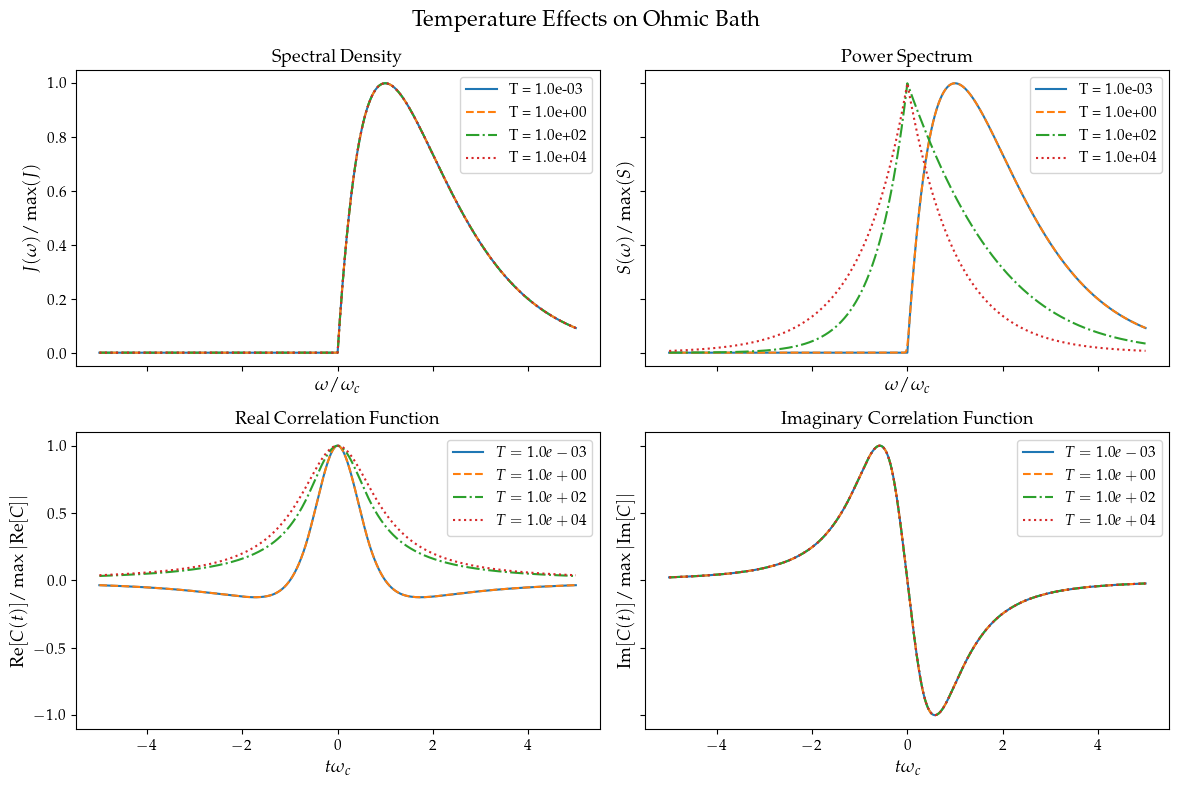 Temperature Effects on Ohmic Bath
Spectral Density
J(ω) / max(J)
1.0
0.8
0.6
0.4
0.2
0.0
T = 1.0e-03
T = 1.0e+00
T = 1.0e+02
T = 1.0e+04
ω/ω_c
Power Spectrum
S(ω) / max(S)
T = 1.0e-03
T = 1.0e+00
T = 1.0e+02
T = 1.0e+04
ω/ω_c
Real Correlation Function
Re[C(t)] / max |Re[C]|
1.0
0.5
0.0
−0.5
−1.0
T = 1.0e − 03
T = 1.0e + 00
T = 1.0e + 02
T = 1.0e + 04
−4 −2 0 2 4
tω_c
Imaginary Correlation Function
Im[C(t)] / max |Im[C]|
T = 1.0e − 03
T = 1.0e + 00
T = 1.0e + 02
T = 1.0e + 04
−4 −2 0 2 4
tω_c